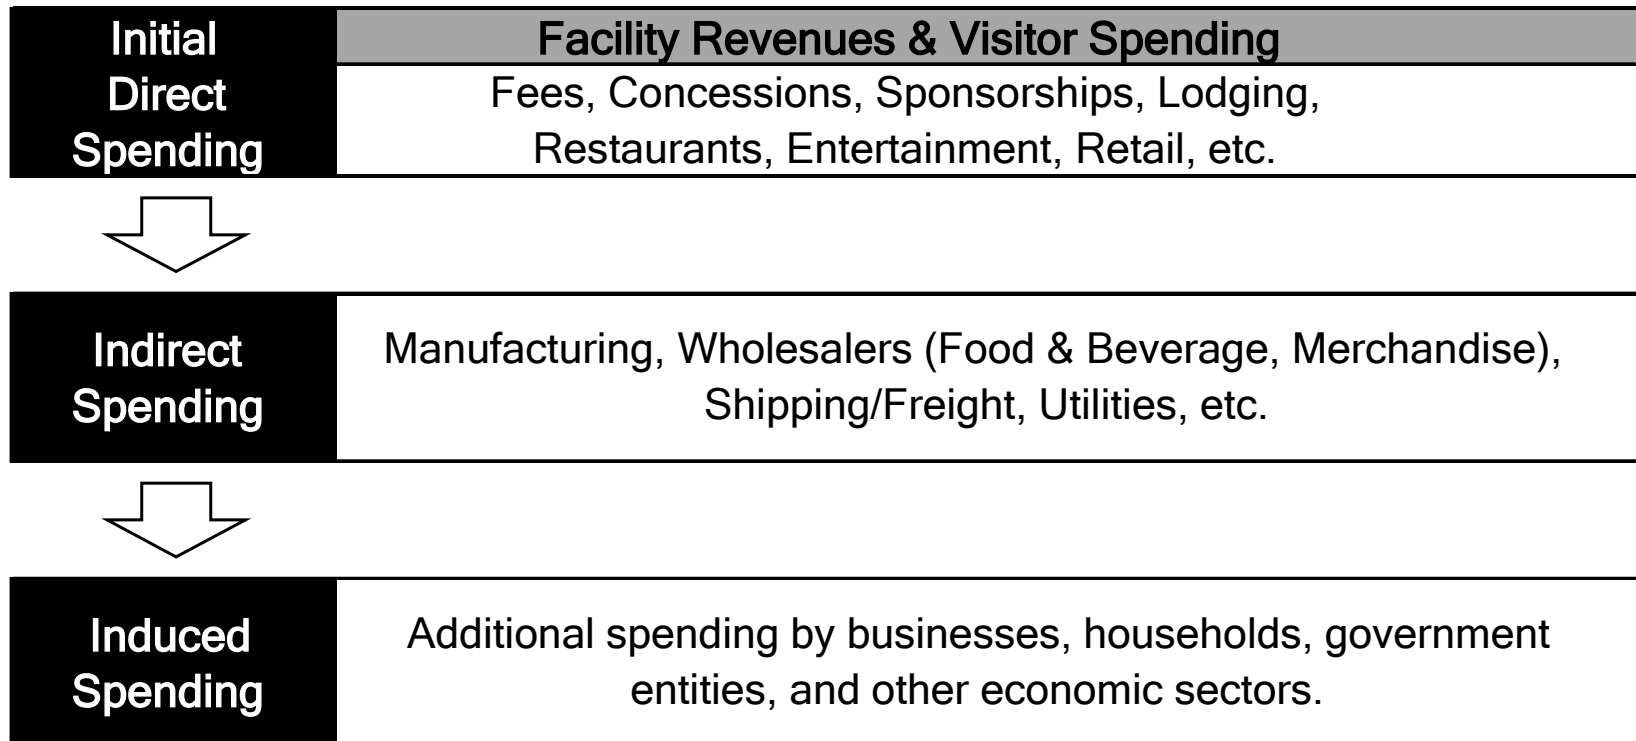 Initial
Direct
Spending
Facility Revenues & Visitor Spending
Fees, Concessions, Sponsorships, Lodging,
Restaurants, Entertainment, Retail, etc.
Indirect
Spending
Manufacturing, Wholesalers (Food & Beverage, Merchandise),
Shipping/Freight, Utilities, etc.
Induced
Spending
Additional spending by businesses, households, government
entities, and other economic sectors.